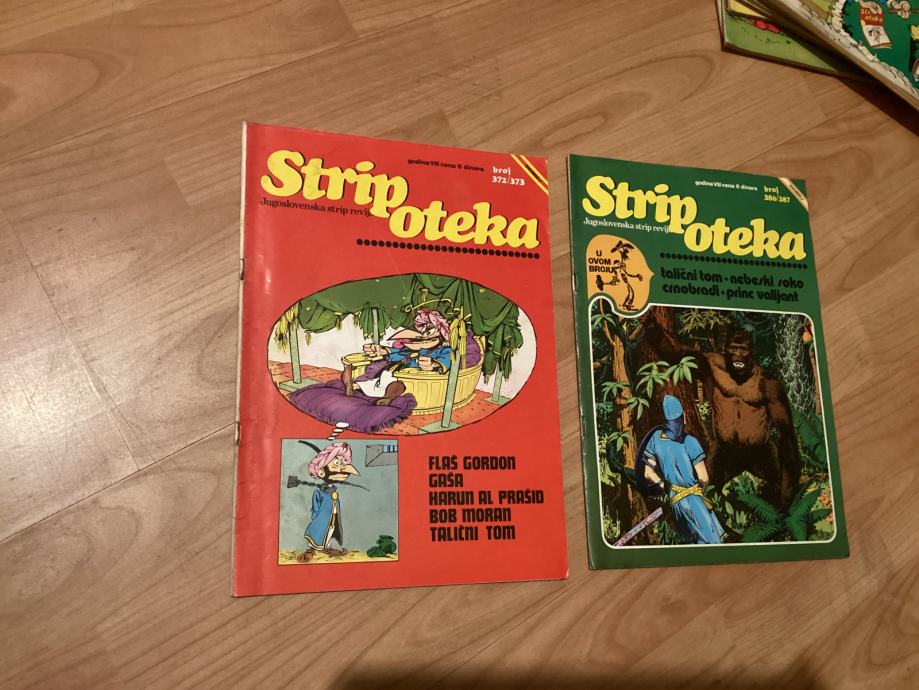 Strip
oteka
Jugoslovenska strip revij
godina VII cena 6 dinara
broj
372/373
FLAŠ GORDON
GAŠA
HARUN AL PRAŠID
BOB MORAN
TALIČNI TOM
Strip
oteka
Jugoslovenska strip revij
godina VII cena 6 dinara
broj
386/387
U
OVOM
BROJU
talični tom • nebeski soko
crnobradi • princ valijant